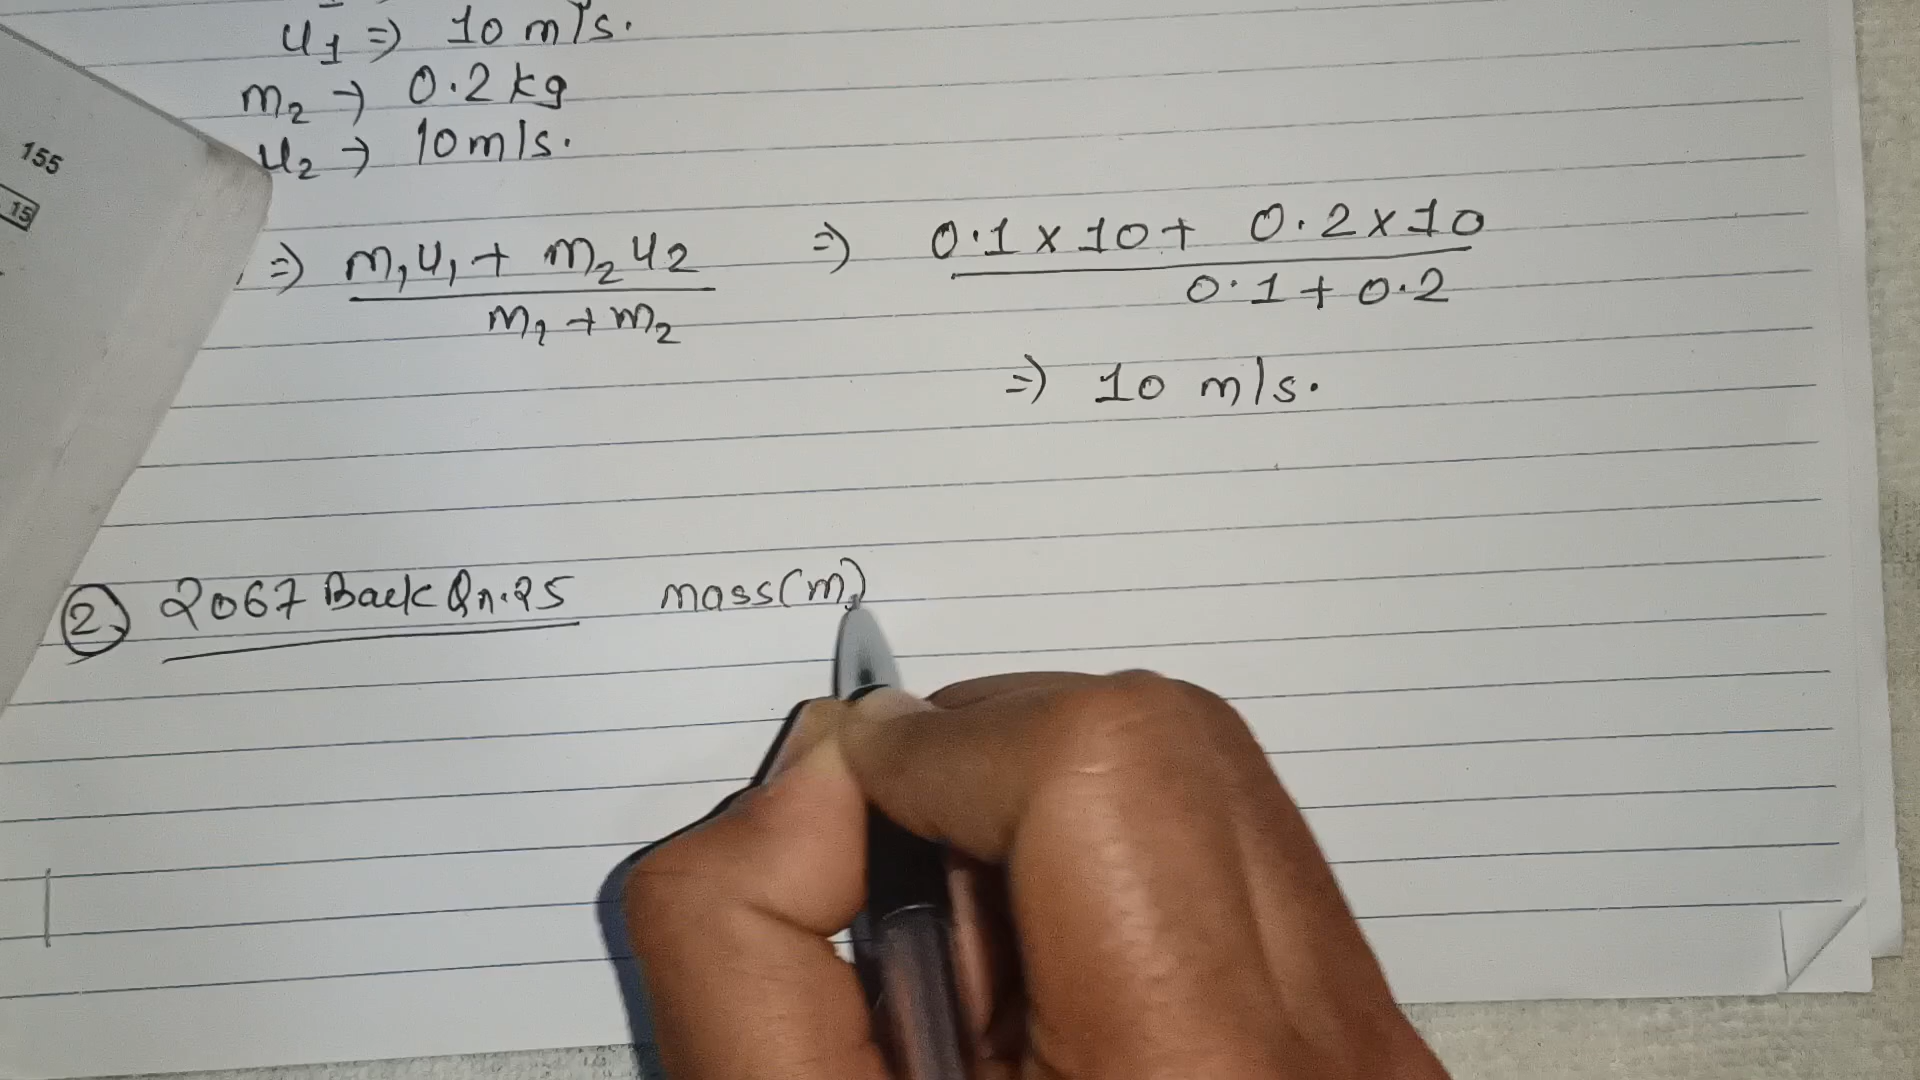 u1 => 10 m/s.
m2 → 0.2 kg
u2 → 10 m/s.
155
15
=> m1u1 + m2u2 => 0.1 x 10 + 0.2 x 10
m1 + m2 0.1 + 0.2
=> 10 m/s.
2. 2067 Back Qn.25 mass(m)